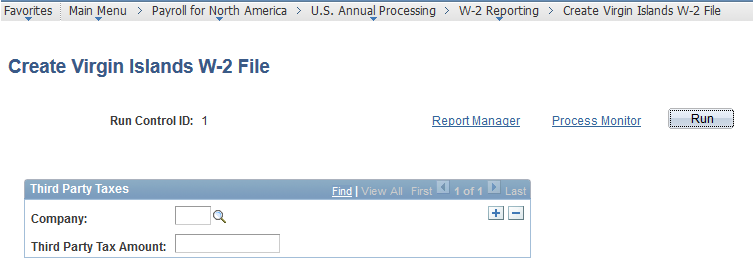 Favorites Main Menu > Payroll for North America > U.S. Annual Processing > W-2 Reporting > Create Virgin Islands W-2 File
Create Virgin Islands W-2 File
Run Control ID: 1 Report Manager Process Monitor Run
Third Party Taxes Find | View All First 1 of 1 Last
Company:
Third Party Tax Amount: